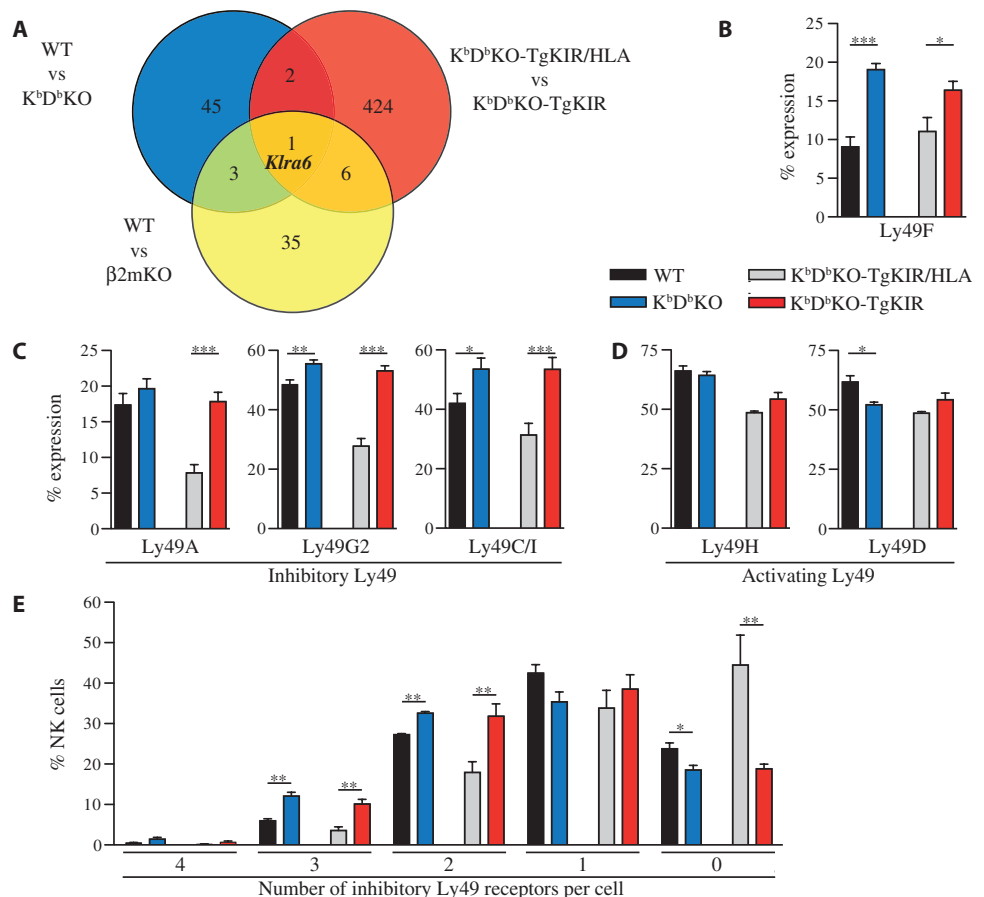 A
WT
vs
KᵇDᵇKO
KᵇDᵇKO-TgKIR/HLA
vs
KᵇDᵇKO-TgKIR
WT
vs
β2mKO
2
45
424
1
Klra6
3
6
35
B
% expression
25
20
15
10
5
0
***
*
Ly49F
WT
KᵇDᵇKO-TgKIR/HLA
KᵇDᵇKO
KᵇDᵇKO-TgKIR
C
% expression
25
20
15
10
5
0
***
Ly49A
60
40
20
0
**
***
Ly49G2
60
40
20
0
*
***
Ly49C/I
Inhibitory Ly49
D
75
50
25
0
Ly49H
75
50
25
0
*
Ly49D
Activating Ly49
E
% NK cells
60
50
40
30
20
10
0
**
**
**
**
*
**
4
3
2
1
0
Number of inhibitory Ly49 receptors per cell